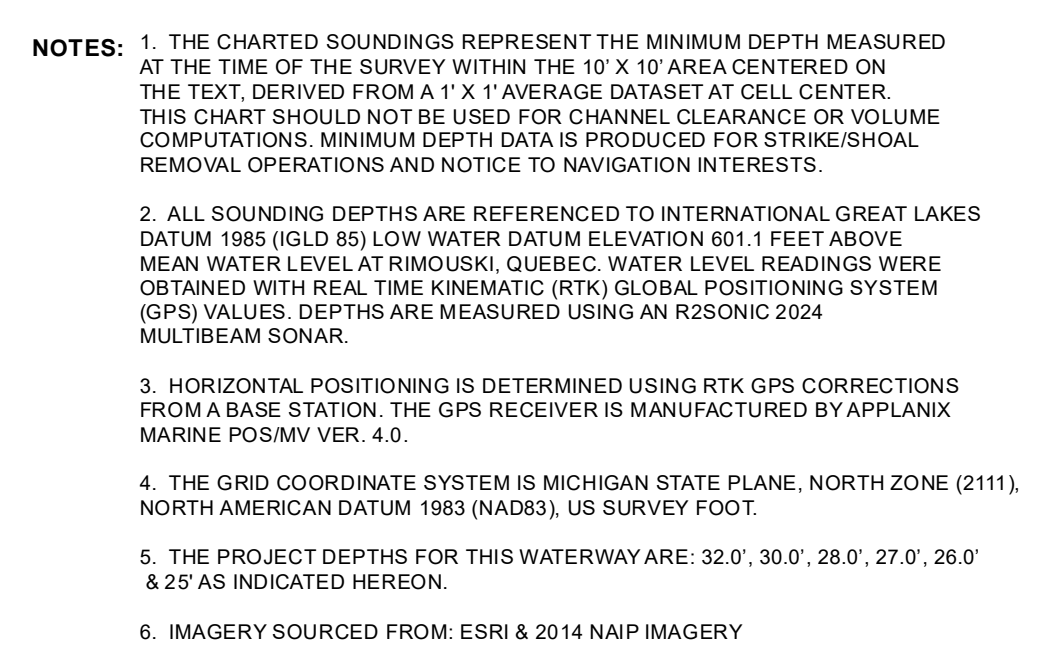 NOTES: 1. THE CHARTED SOUNDINGS REPRESENT THE MINIMUM DEPTH MEASURED
AT THE TIME OF THE SURVEY WITHIN THE 10’ X 10’ AREA CENTERED ON
THE TEXT, DERIVED FROM A 1' X 1' AVERAGE DATASET AT CELL CENTER.
THIS CHART SHOULD NOT BE USED FOR CHANNEL CLEARANCE OR VOLUME
COMPUTATIONS. MINIMUM DEPTH DATA IS PRODUCED FOR STRIKE/SHOAL
REMOVAL OPERATIONS AND NOTICE TO NAVIGATION INTERESTS.
2. ALL SOUNDING DEPTHS ARE REFERENCED TO INTERNATIONAL GREAT LAKES
DATUM 1985 (IGLD 85) LOW WATER DATUM ELEVATION 601.1 FEET ABOVE
MEAN WATER LEVEL AT RIMOUSKI, QUEBEC. WATER LEVEL READINGS WERE
OBTAINED WITH REAL TIME KINEMATIC (RTK) GLOBAL POSITIONING SYSTEM
(GPS) VALUES. DEPTHS ARE MEASURED USING AN R2SONIC 2024
MULTIBEAM SONAR.
3. HORIZONTAL POSITIONING IS DETERMINED USING RTK GPS CORRECTIONS
FROM A BASE STATION. THE GPS RECEIVER IS MANUFACTURED BY APPLANIX
MARINE POS/MV VER. 4.0.
4. THE GRID COORDINATE SYSTEM IS MICHIGAN STATE PLANE, NORTH ZONE (2111),
NORTH AMERICAN DATUM 1983 (NAD83), US SURVEY FOOT.
5. THE PROJECT DEPTHS FOR THIS WATERWAY ARE: 32.0’, 30.0’, 28.0’, 27.0’, 26.0’
& 25' AS INDICATED HEREON.
6. IMAGERY SOURCED FROM: ESRI & 2014 NAIP IMAGERY